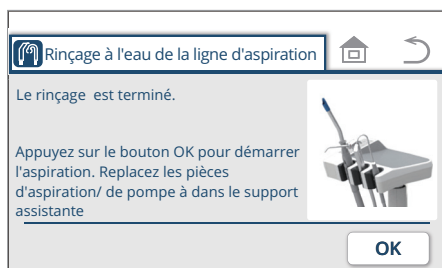 Rinçage à l'eau de la ligne d'aspiration
Le rinçage est terminé.
Appuyez sur le bouton OK pour démarrer
l'aspiration. Replacez les pièces
d'aspiration/ de pompe à dans le support
assistante
OK